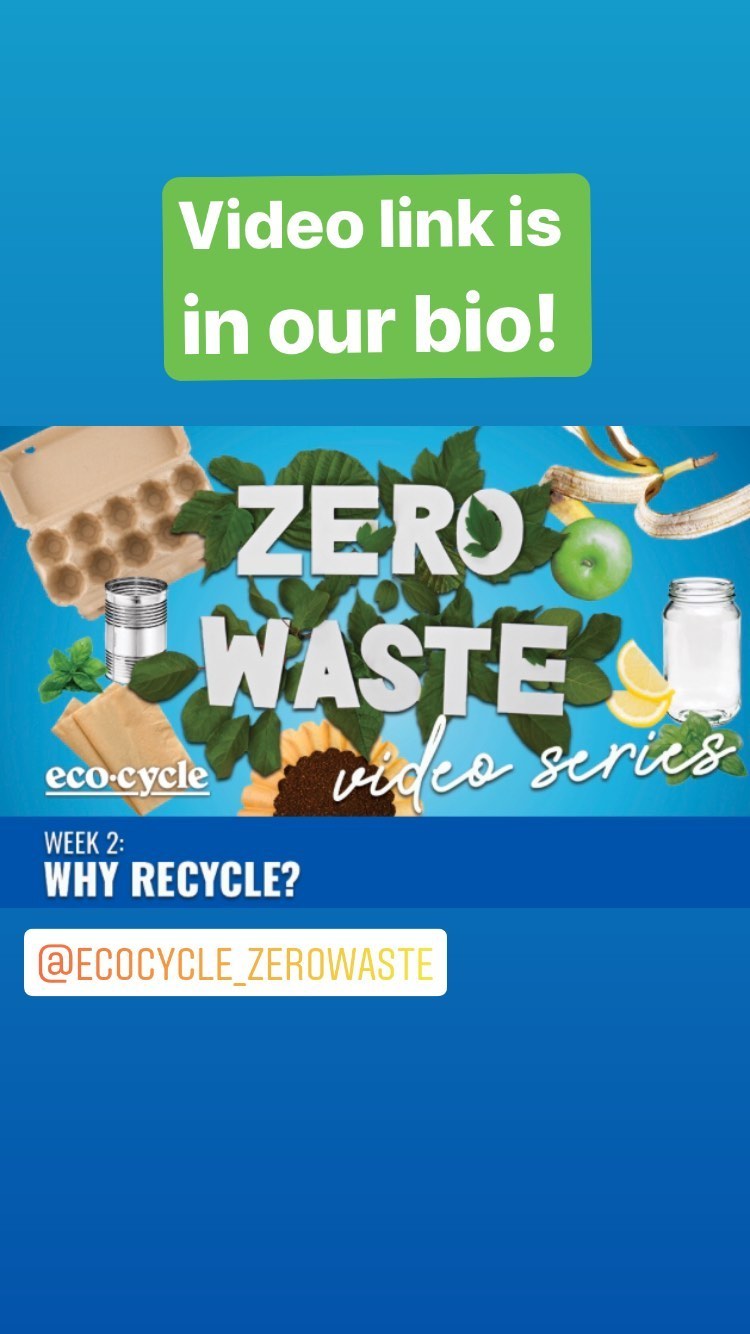 Video link is
in our bio!
ZERO
WASTE
video series
eco·cycle
WEEK 2:
WHY RECYCLE?
@ECOCYCLE_ZEROWASTE